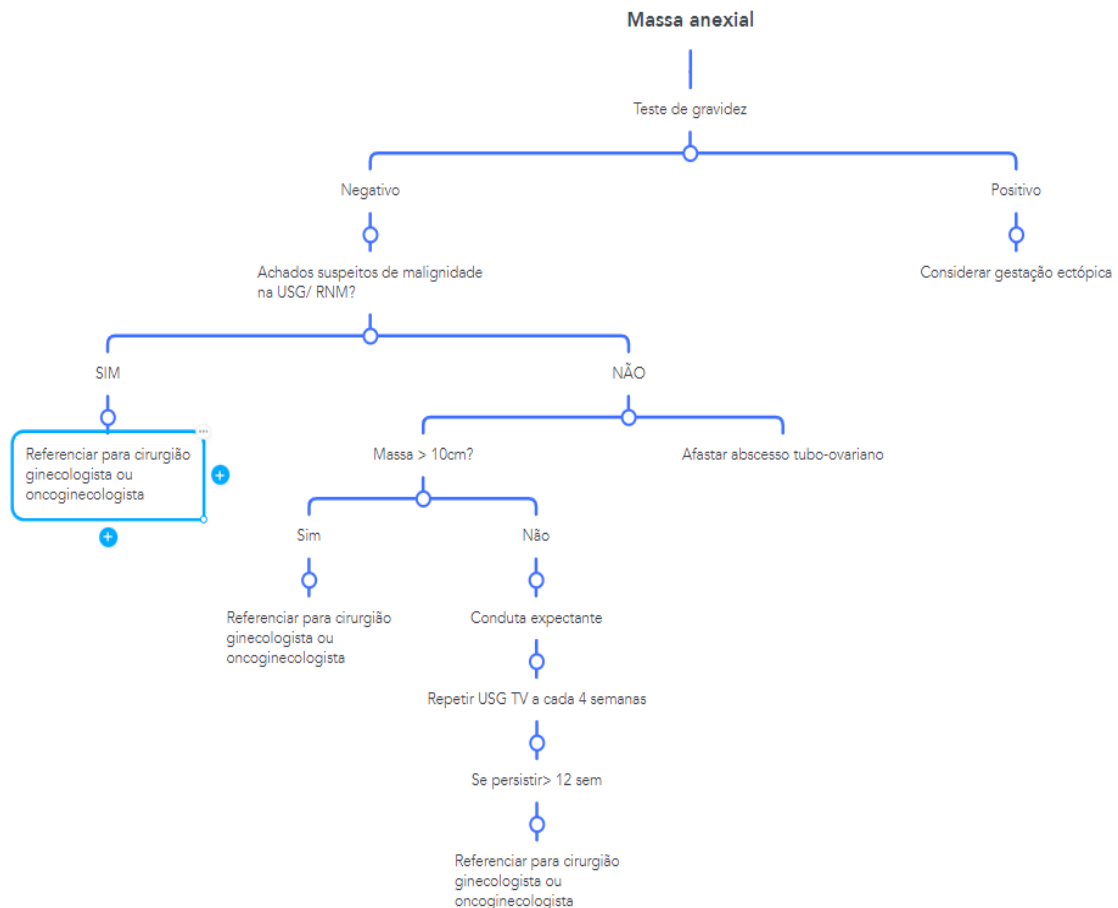 Massa anexial
Teste de gravidez
Negativo
Positivo
Achados suspeitos de malignidade
na USG/ RNM?
Considerar gestação ectópica
SIM
NÃO
Referenciar para cirurgião
ginecologista ou
oncoginecologista
Massa > 10cm?
Afastar abscesso tubo-ovariano
Sim
Não
Referenciar para cirurgião
ginecologista ou
oncoginecologista
Conduta expectante
Repetir USG TV a cada 4 semanas
Se persistir> 12 sem
Referenciar para cirurgião
ginecologista ou
oncoginecologista